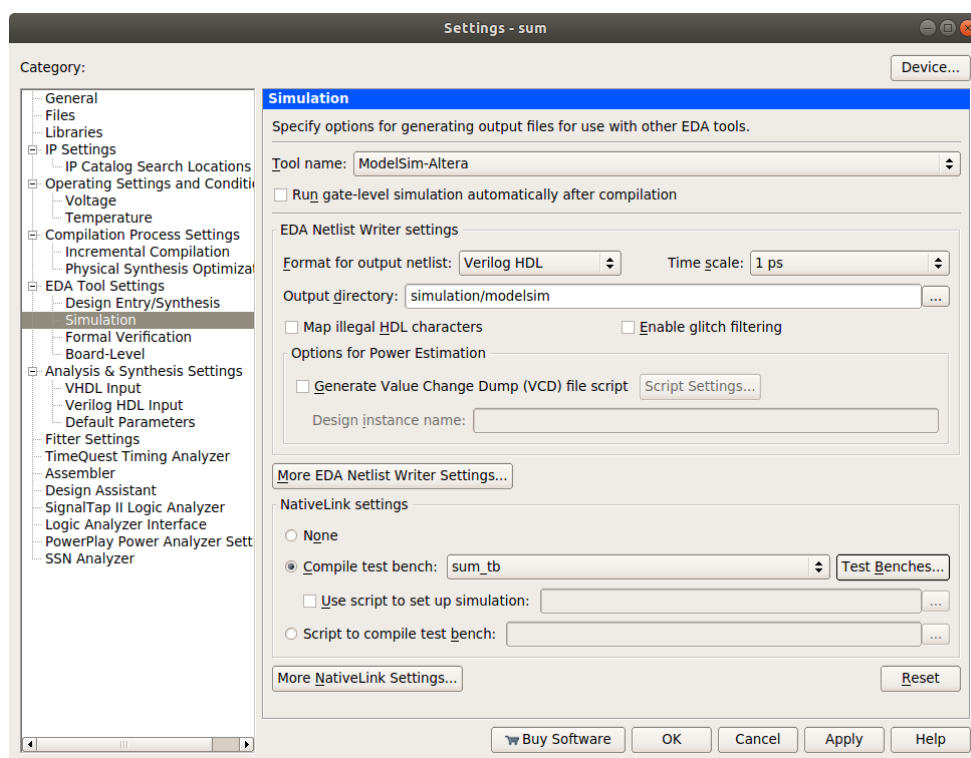 Settings - sum
Category:
Device...
General
Files
Libraries
IP Settings
IP Catalog Search Locations
Operating Settings and Conditi
Voltage
Temperature
Compilation Process Settings
Incremental Compilation
Physical Synthesis Optimizat
EDA Tool Settings
Design Entry/Synthesis
Simulation
Formal Verification
Board-Level
Analysis & Synthesis Settings
VHDL Input
Verilog HDL Input
Default Parameters
Fitter Settings
TimeQuest Timing Analyzer
Assembler
Design Assistant
SignalTap II Logic Analyzer
Logic Analyzer Interface
PowerPlay Power Analyzer Sett
SSN Analyzer
Simulation
Specify options for generating output files for use with other EDA tools.
Tool name: ModelSim-Altera
Run gate-level simulation automatically after compilation
EDA Netlist Writer settings
Format for output netlist: Verilog HDL Time scale: 1 ps
Output directory: simulation/modelsim ...
Map illegal HDL characters Enable glitch filtering
Options for Power Estimation
Generate Value Change Dump (VCD) file script Script Settings...
Design instance name:
More EDA Netlist Writer Settings...
NativeLink settings
None
Compile test bench: sum_tb Test Benches...
Use script to set up simulation: ...
Script to compile test bench: ...
More NativeLink Settings... Reset
Buy Software OK Cancel Apply Help